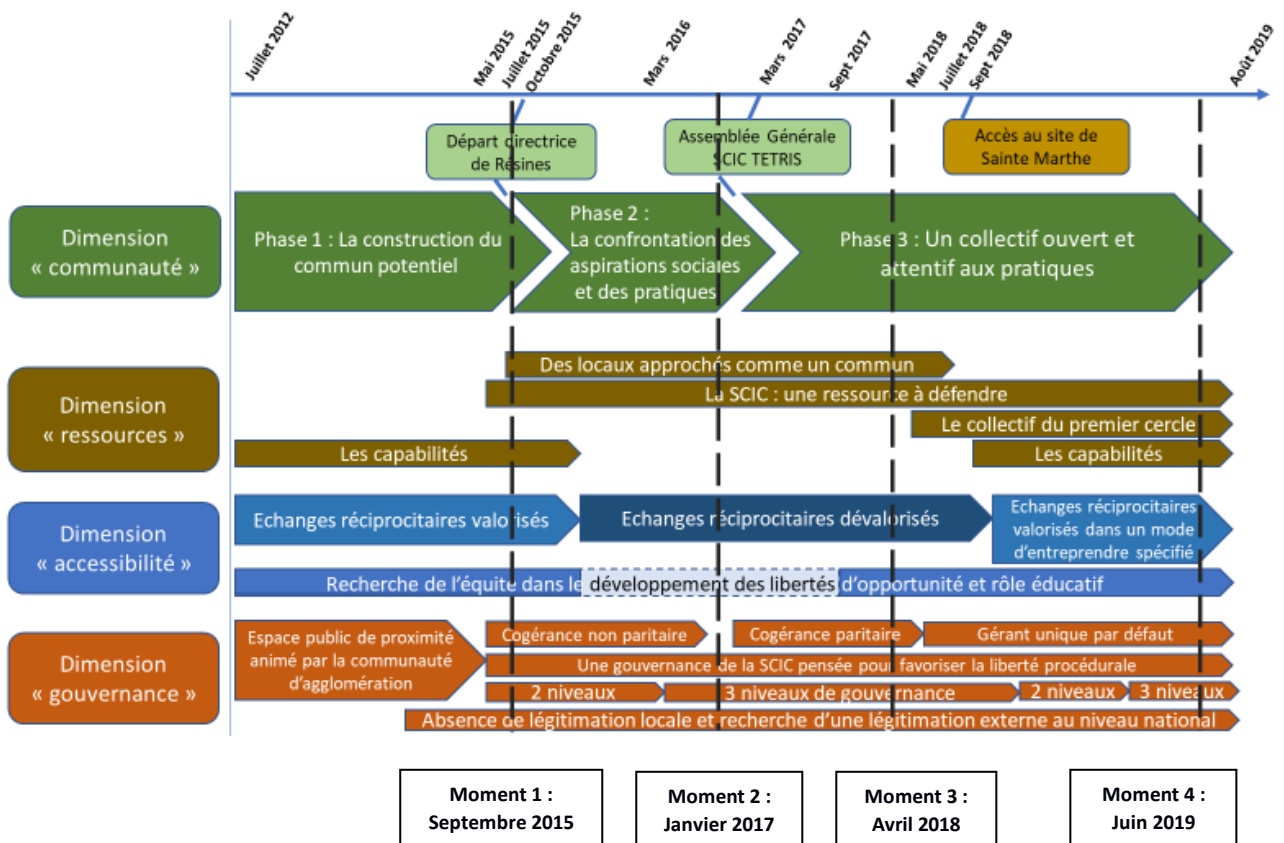 Juillet 2012
Mai 2015
Juillet 2015
Octobre 2015
Mars 2016
Mars 2017
Sept 2017
Mai 2018
Juillet 2018
Sept 2018
Août 2019
Départ directrice
de Résines
Assemblée Générale
SCIC TETRIS
Accès au site de
Sainte Marthe
Dimension
« communauté »
Phase 1 : La construction du
commun potentiel
Phase 2 :
La confrontation des
aspirations sociales
et des pratiques
Phase 3 : Un collectif ouvert et
attentif aux pratiques
Dimension
« ressources »
Des locaux approchés comme un commun
La SCIC : une ressource à défendre
Le collectif du premier cercle
Les capabilités
Les capabilités
Dimension
« accessibilité »
Echanges réciprocitaires valorisés
Echanges réciprocitaires dévalorisés
Echanges réciprocitaires
valorisés dans un mode
d'entreprendre spécifié
Recherche de l'équite dans le développement des libertés d'opportunité et rôle éducatif
Dimension
« gouvernance »
Espace public de proximité
animé par la communauté
d'agglomération
Cogérance non paritaire
Cogérance paritaire
Gérant unique par défaut
Une gouvernance de la SCIC pensée pour favoriser la liberté procédurale
2 niveaux
3 niveaux de gouvernance
2 niveaux
3 niveaux
Absence de légitimation locale et recherche d'une légitimation externe au niveau national
Moment 1 :
Septembre 2015
Moment 2 :
Janvier 2017
Moment 3 :
Avril 2018
Moment 4 :
Juin 2019